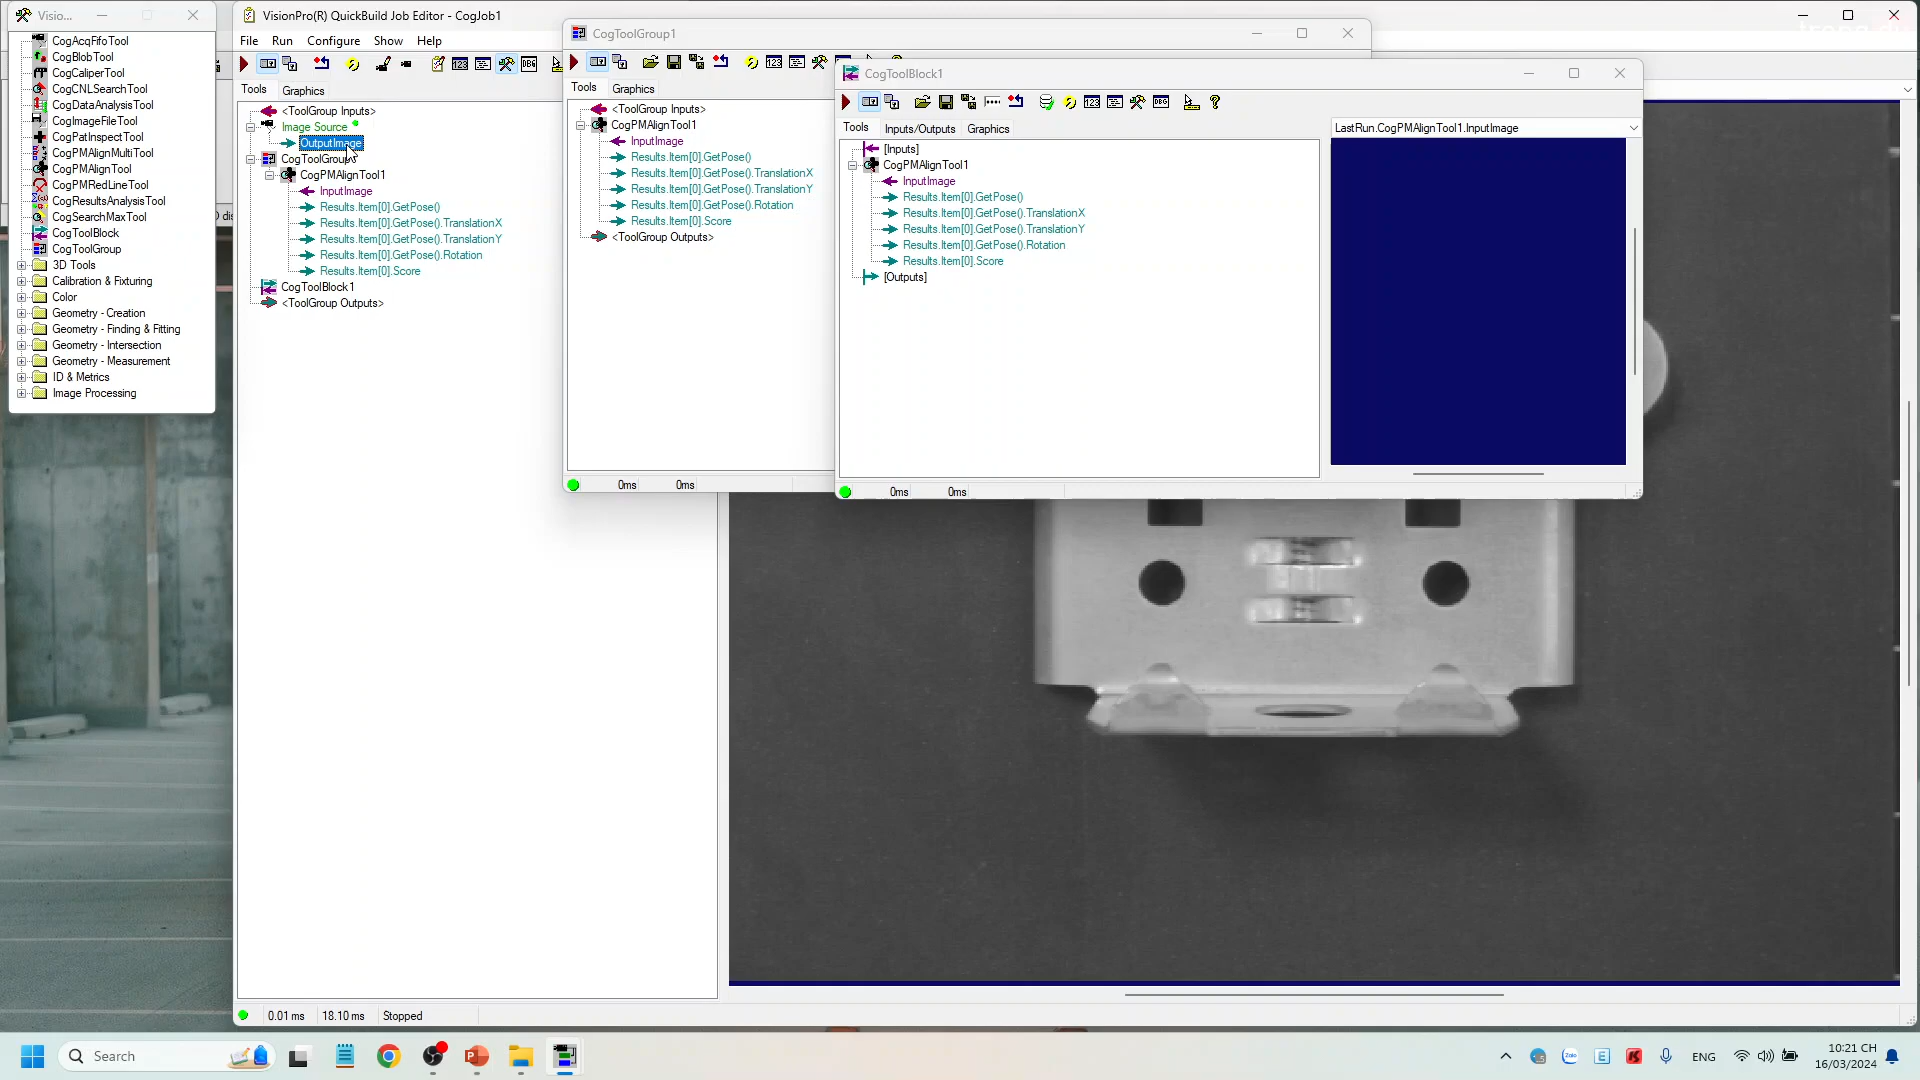 Visio...
CogAcqFifoTool
CogBlobTool
CogCaliperTool
CogCNLSearchTool
CogDataAnalysisTool
CogImageFileTool
CogPatInspectTool
CogPMAlignMultiTool
CogPMAlignTool
CogPMRedLineTool
CogResultsAnalysisTool
CogSearchMaxTool
CogToolBlock
CogToolGroup
3D Tools
Calibration & Fixturing
Color
Geometry - Creation
Geometry - Finding & Fitting
Geometry - Intersection
Geometry - Measurement
ID & Metrics
Image Processing
VisionPro(R) QuickBuild Job Editor - CogJob1
File Run Configure Show Help
Tools Graphics
<ToolGroup Inputs>
Image Source
OutputImage
CogToolGroup
CogPMAlignTool1
InputImage
Results.Item[0].GetPose()
Results.Item[0].GetPose().TranslationX
Results.Item[0].GetPose().TranslationY
Results.Item[0].GetPose().Rotation
Results.Item[0].Score
CogToolBlock1
<ToolGroup Outputs>
0.01 ms 18.10 ms Stopped
CogToolGroup1
Tools Graphics
<ToolGroup Inputs>
CogPMAlignTool1
InputImage
Results.Item[0].GetPose()
Results.Item[0].GetPose().TranslationX
Results.Item[0].GetPose().TranslationY
Results.Item[0].GetPose().Rotation
Results.Item[0].Score
<ToolGroup Outputs>
0ms 0ms
CogToolBlock1
Tools Inputs/Outputs Graphics
LastRun.CogPMAlignTool1.InputImage
[Inputs]
CogPMAlignTool1
InputImage
Results.Item[0].GetPose()
Results.Item[0].GetPose().TranslationX
Results.Item[0].GetPose().TranslationY
Results.Item[0].GetPose().Rotation
Results.Item[0].Score
[Outputs]
0ms 0ms
Search
ENG
10:21 CH
16/03/2024